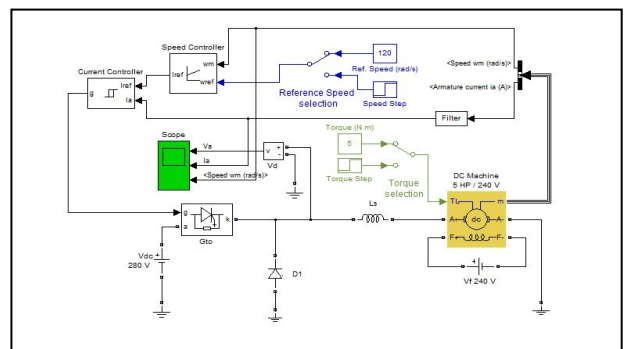 Speed Controller
wm
Iref
wref
120
Ref. Speed (rad/s)
Reference Speed
selection
Speed Step
<Speed wm (rad/s)>
<Armature current ia (A)>
Current Controller
g
Iref
Ia
Filter
Scope
Va
Ia
<Speed wm (rad/s)>
v
+
-
Vd
Torque (N.m)
5
Torque Step
Torque
selection
DC Machine
5 HP / 240 V
TL
m
A+
dc
A-
F+
F-
Ls
g
a
k
Gto
Vdc
+
280 V
D1
+
Vf 240 V